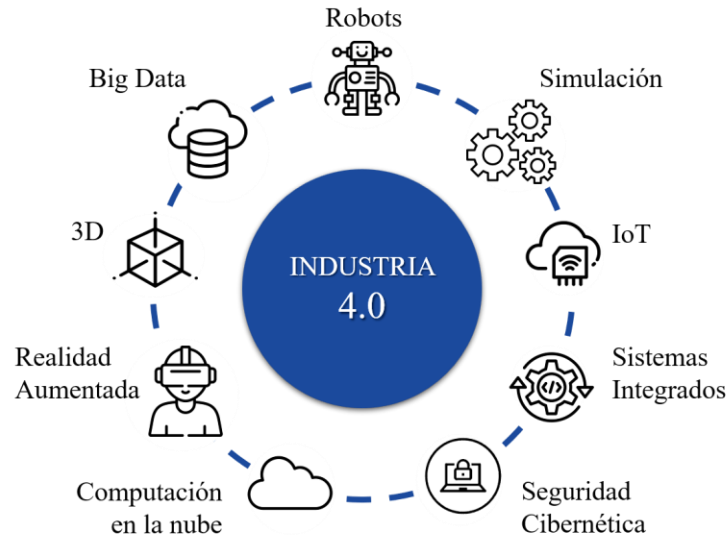 Robots
Big Data
Simulación
3D
IoT
INDUSTRIA
4.0
Realidad
Aumentada
Sistemas
Integrados
Computación
en la nube
Seguridad
Cibernética